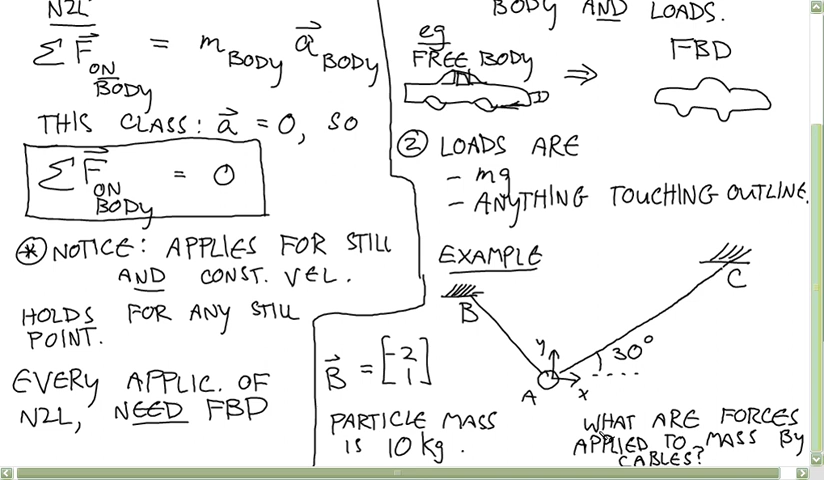 N2L
ΣF⃗ ON BODY = m BODY a⃗ BODY
THIS CLASS: a⃗ = 0, SO
ΣF⃗ ON BODY = 0
* NOTICE: APPLIES FOR STILL
AND CONST. VEL.
HOLDS FOR ANY STILL
POINT.
EVERY APPLIC. OF
N2L, NEED FBD
BODY AND LOADS.
eg
FREE BODY ⇒ FBD
② LOADS ARE
- mg
- ANYTHING TOUCHING OUTLINE.
EXAMPLE
B
C
30°
y
x
A
B⃗ = [-2 1]
PARTICLE MASS
IS 10 kg.
WHAT ARE FORCES
APPLIED TO MASS BY
CABLES?